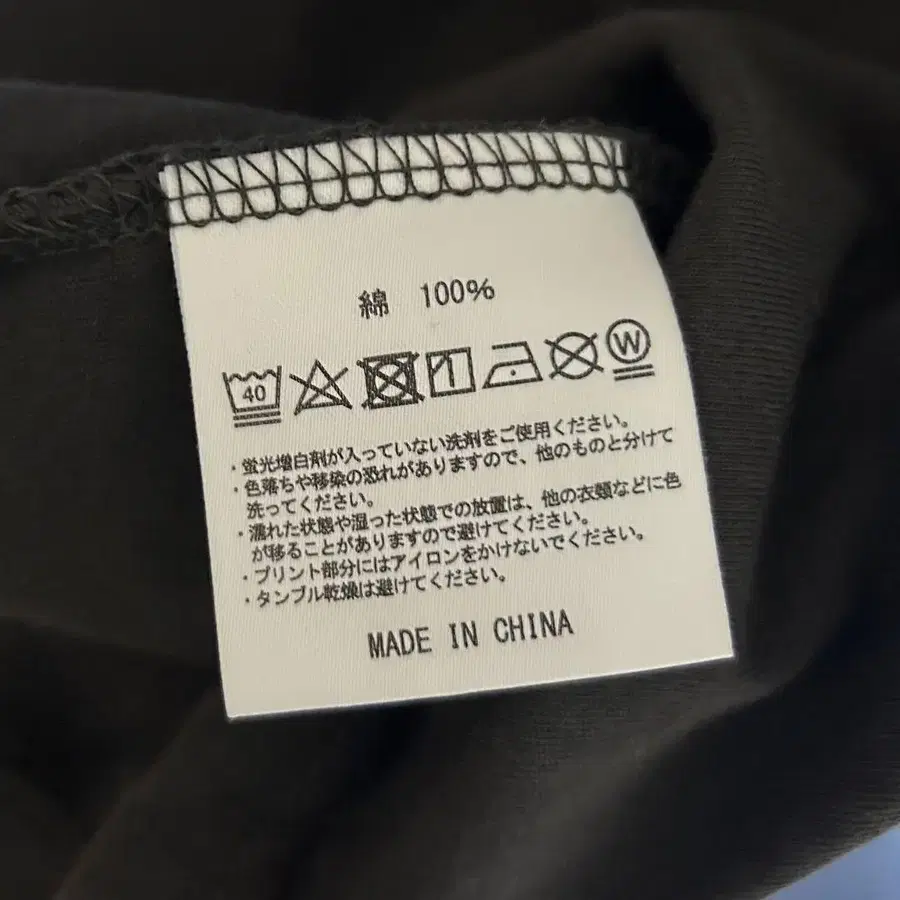 綿 100%
40 W
・蛍光増白剤が入っていない洗剤をご使用ください。
・色落ちや移染の恐れがありますので、他のものと分けて
洗ってください。
・濡れた状態や湿った状態での放置は、他の衣類などに色
が移ることがありますので避けてください。
・プリント部分にはアイロンをかけないでください。
・タンブル乾燥は避けてください。
MADE IN CHINA